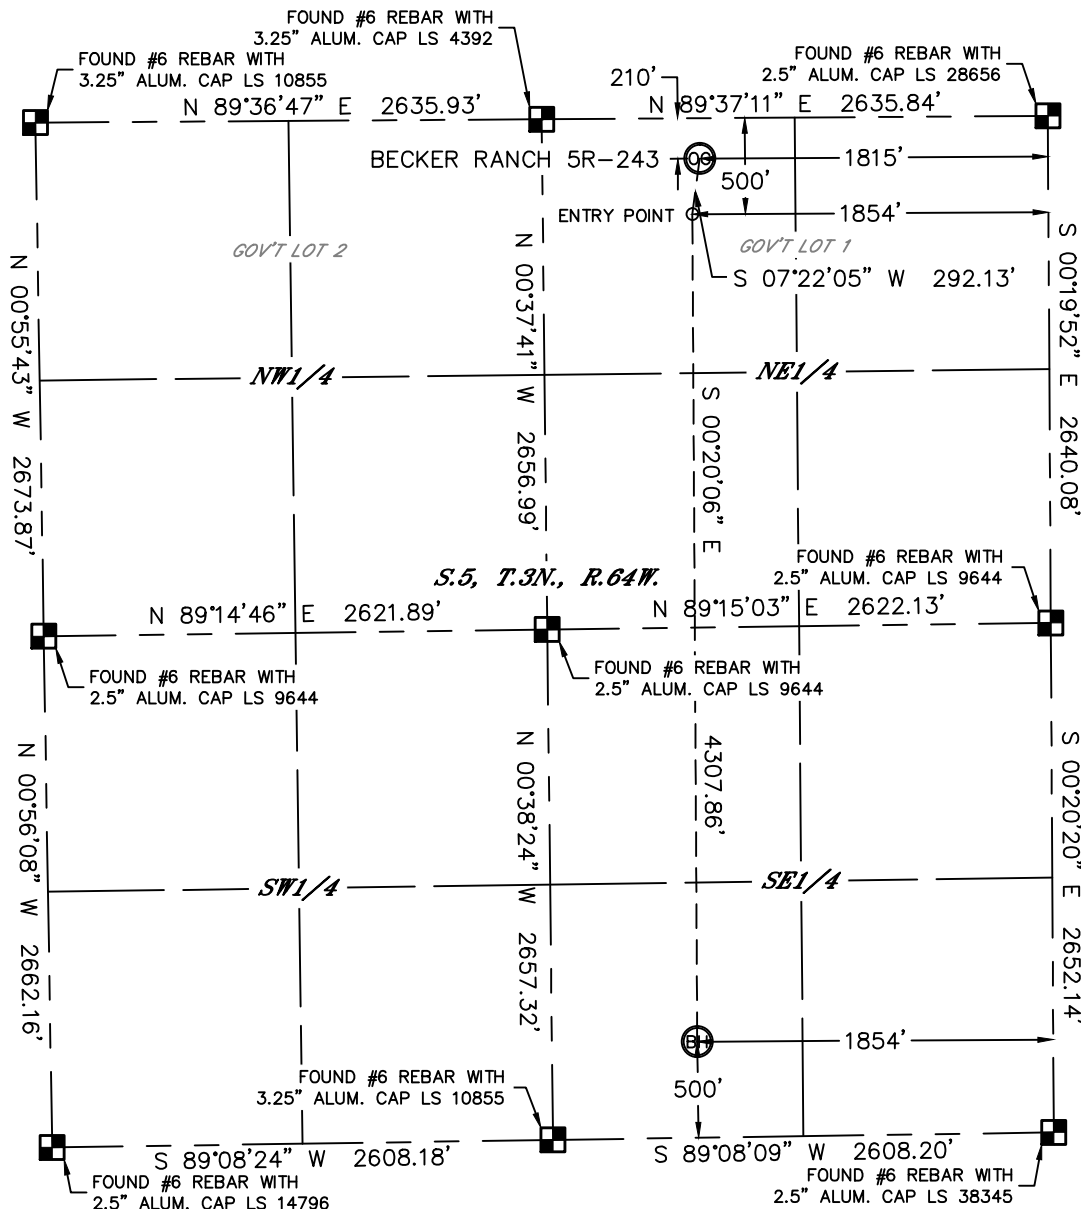 FOUND #6 REBAR WITH
3.25" ALUM. CAP LS 4392
FOUND #6 REBAR WITH
3.25" ALUM. CAP LS 10855
FOUND #6 REBAR WITH
2.5" ALUM. CAP LS 28656
210'
N 89°36'47" E 2635.93'
N 89°37'11" E 2635.84'
BECKER RANCH 5R-243
OG
1815'
500'
ENTRY POINT
1854'
GOV'T LOT 2
GOV'T LOT 1
S 07°22'05" W 292.13'
N 00°55'43" W 2673.87'
N 00°37'41" W 2656.99'
S 00°19'52" E 2640.08'
NW1/4
NE1/4
S 00°20'06" E
4307.86'
S.5, T.3N., R.64W.
FOUND #6 REBAR WITH
2.5" ALUM. CAP LS 9644
N 89°14'46" E 2621.89'
N 89°15'03" E 2622.13'
FOUND #6 REBAR WITH
2.5" ALUM. CAP LS 9644
FOUND #6 REBAR WITH
2.5" ALUM. CAP LS 9644
N 00°56'08" W 2662.16'
N 00°38'24" W 2657.32'
S 00°20'20" E 2652.14'
SW1/4
SE1/4
BH
1854'
500'
FOUND #6 REBAR WITH
3.25" ALUM. CAP LS 10855
S 89°08'24" W 2608.18'
S 89°08'09" W 2608.20'
FOUND #6 REBAR WITH
2.5" ALUM. CAP LS 14796
FOUND #6 REBAR WITH
2.5" ALUM. CAP LS 38345